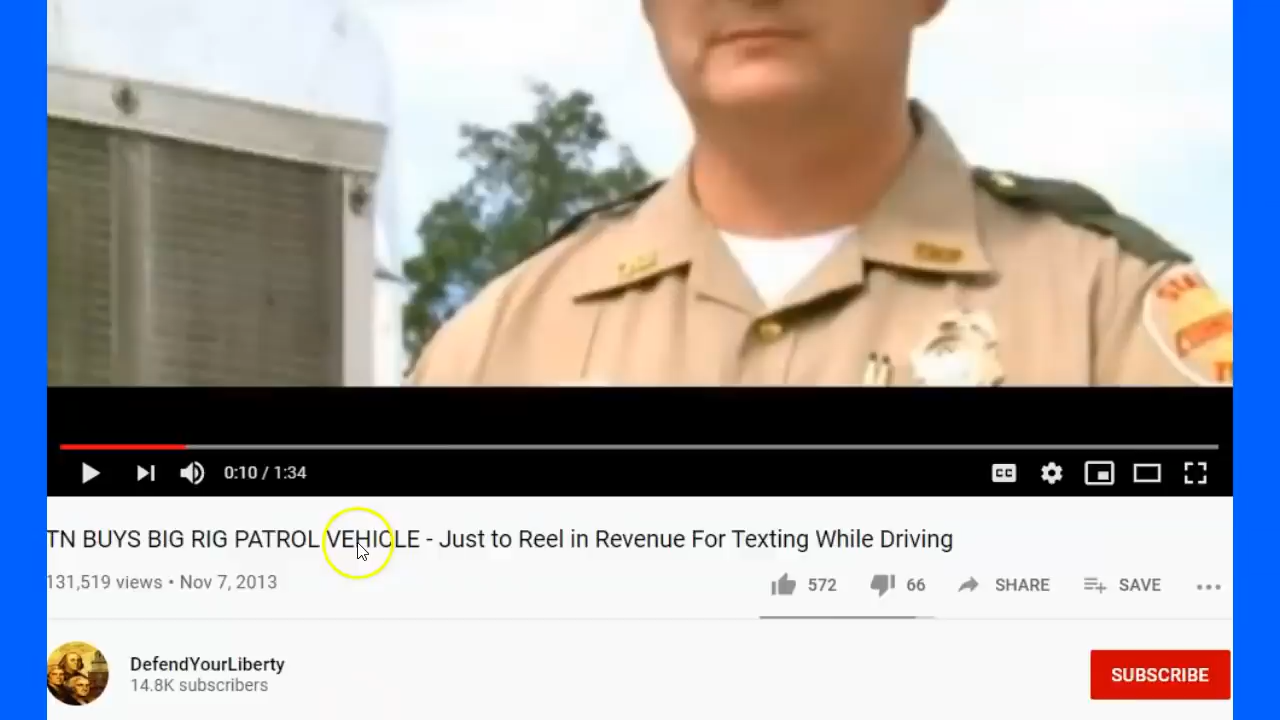 0:10 / 1:34
CC
TN BUYS BIG RIG PATROL VEHICLE - Just to Reel in Revenue For Texting While Driving
131,519 views • Nov 7, 2013
572
66
SHARE
SAVE
DefendYourLiberty
14.8K subscribers
SUBSCRIBE